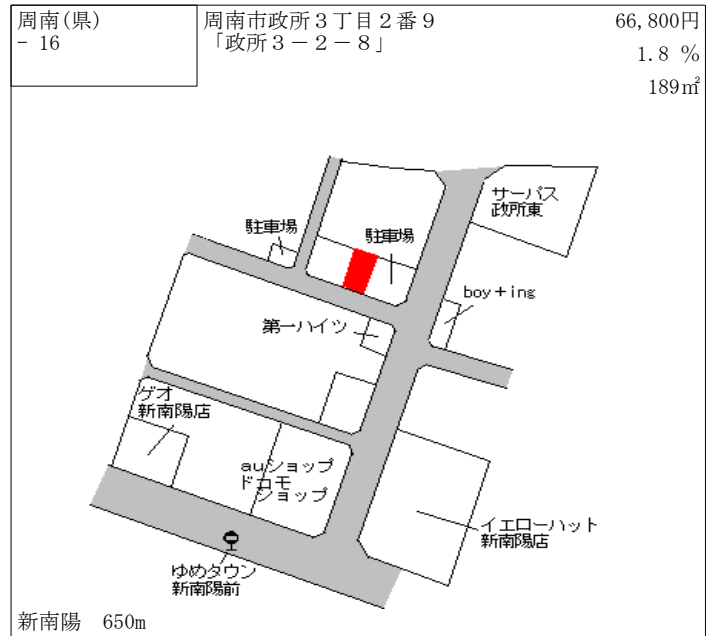 周南(県)
- 16
周南市政所３丁目２番９
「政所３－２－８」
66,800円
1.8 %
189㎡
サーパス
政所東
駐車場
駐車場
boy+ing
第一ハイツ
ゲオ
新南陽店
auショップ
ドコモ
ショップ
イエローハット
新南陽店
ゆめタウン
新南陽前
新南陽　650m